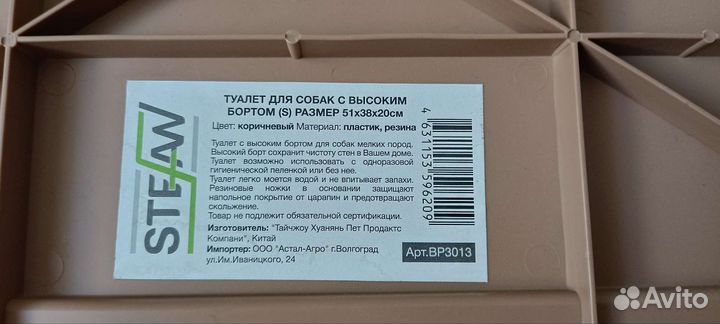 STEFAN
ТУАЛЕТ ДЛЯ СОБАК С ВЫСОКИМ
БОРТОМ (S) РАЗМЕР 51х38х20см
Цвет: коричневый Материал: пластик, резина
Туалет с высоким бортом для собак мелких пород.
Высокий борт сохранит чистоту стен в Вашем доме.
Туалет возможно использовать с одноразовой
гигиенической пеленкой или без нее.
Туалет легко моется водой и не впитывает запахи.
Резиновые ножки в основании защищают
напольное покрытие от царапин и предотвращают
скольжение.
Товар не подлежит обязательной сертификации.
Изготовитель: "Тайчжоу Хуанянь Пет Продактс
Компани", Китай
Импортер: ООО "Астал-Агро" г.Волгоград
ул.Им.Иваницкого, 24
4 631153 596209
Арт.BP3013
Avito